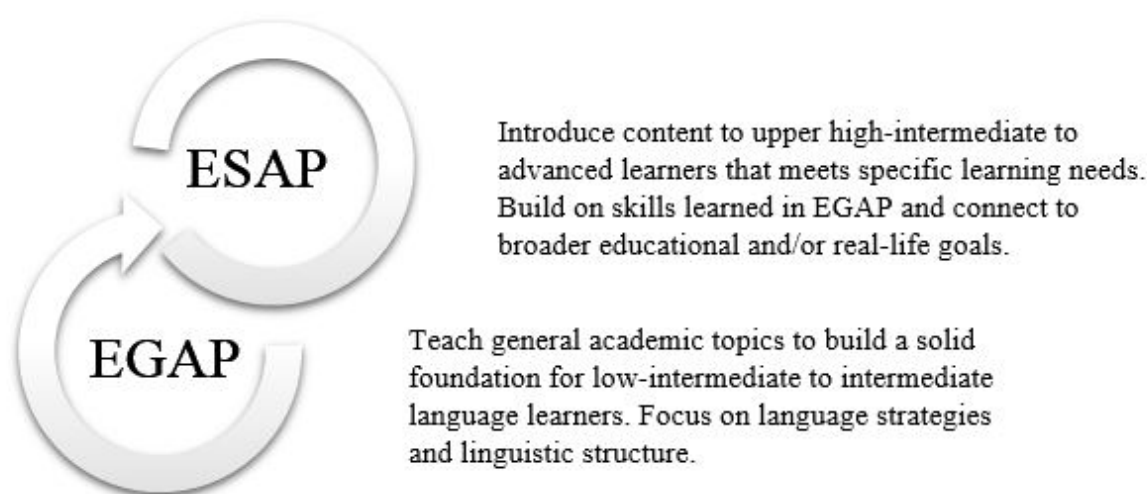 ESAP
Introduce content to upper high-intermediate to
advanced learners that meets specific learning needs.
Build on skills learned in EGAP and connect to
broader educational and/or real-life goals.
EGAP
Teach general academic topics to build a solid
foundation for low-intermediate to intermediate
language learners. Focus on language strategies
and linguistic structure.